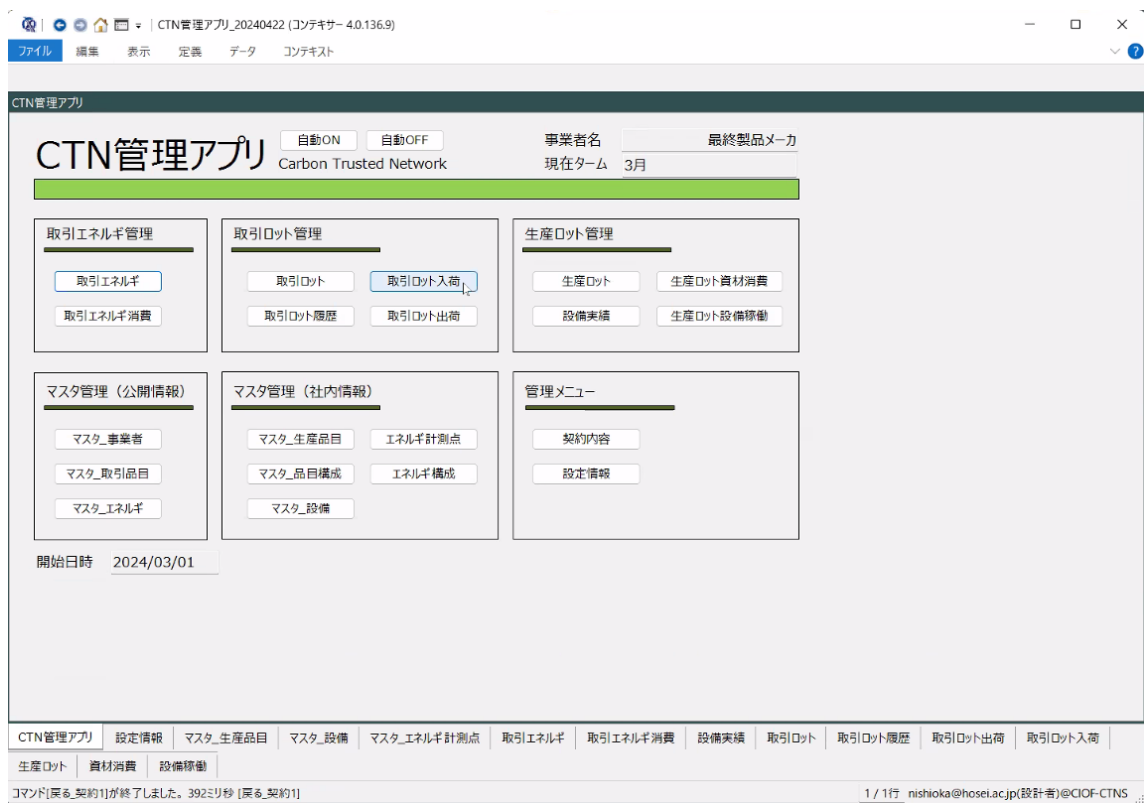 CTN管理アプリ_20240422 (コンテキサー 4.0.136.9)
ファイル 編集 表示 定義 データ コンテキスト
CTN管理アプリ
CTN管理アプリ 自動ON 自動OFF
Carbon Trusted Network
事業者名 最終製品メーカ
現在ターム 3月
取引エネルギ管理
取引エネルギ
取引エネルギ消費
取引ロット管理
取引ロット 取引ロット入荷
取引ロット履歴 取引ロット出荷
生産ロット管理
生産ロット 生産ロット資材消費
設備実績 生産ロット設備稼働
マスタ管理（公開情報）
マスタ_事業者
マスタ_取引品目
マスタ_エネルギ
マスタ管理（社内情報）
マスタ_生産品目 エネルギ計測点
マスタ_品目構成 エネルギ構成
マスタ_設備
管理メニュー
契約内容
設定情報
開始日時 2024/03/01
CTN管理アプリ 設定情報 マスタ_生産品目 マスタ_設備 マスタ_エネルギ計測点 取引エネルギ 取引エネルギ消費 設備実績 取引ロット 取引ロット履歴 取引ロット出荷 取引ロット入荷
生産ロット 資材消費 設備稼働
コマンド[戻る_契約1]が終了しました。392ミリ秒 [戻る_契約1] 1 / 1行 nishioka@hosei.ac.jp(設計者)@CIOF-CTNS